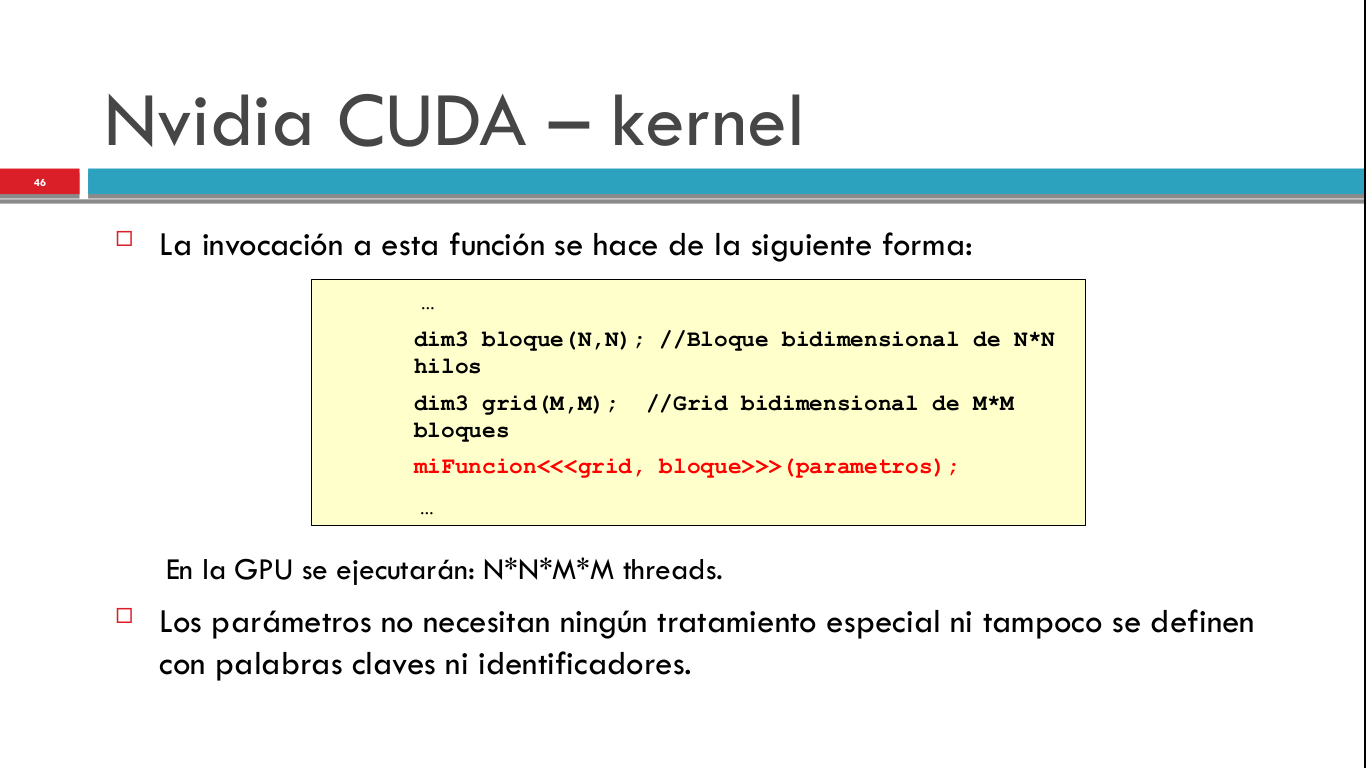 Nvidia CUDA – kernel
46
La invocación a esta función se hace de la siguiente forma:
…
dim3 bloque(N,N); //Bloque bidimensional de N*N
hilos
dim3 grid(M,M);  //Grid bidimensional de M*M
bloques
miFuncion<<<grid, bloque>>>(parametros);
…
En la GPU se ejecutarán: N*N*M*M threads.
Los parámetros no necesitan ningún tratamiento especial ni tampoco se definen
con palabras claves ni identificadores.